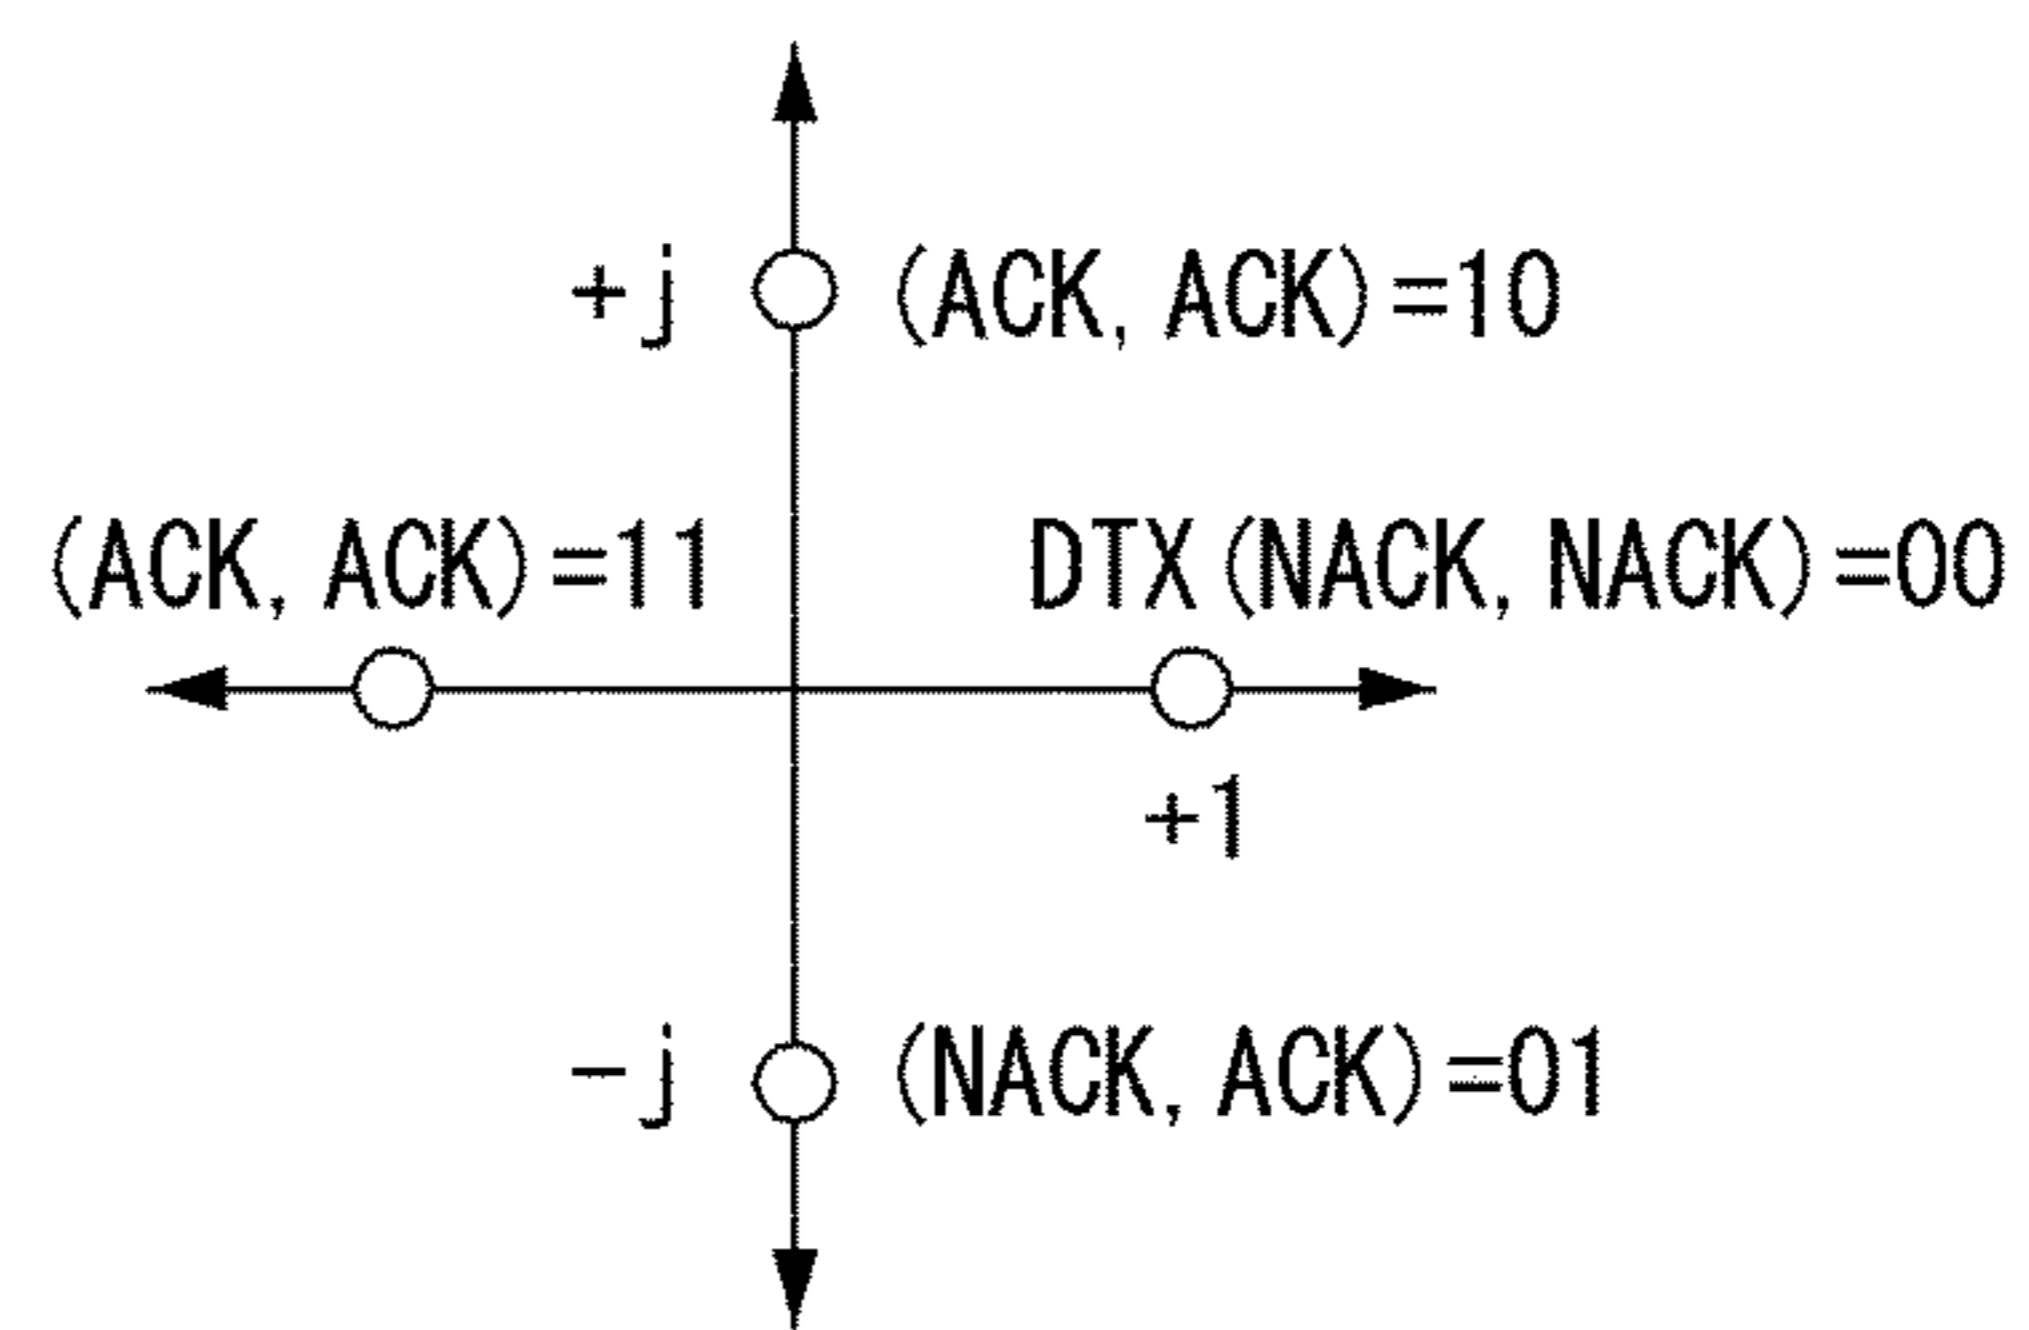 +j (ACK, ACK)=10
(ACK, ACK)=11
DTX(NACK, NACK)=00
+1
-j (NACK, ACK)=01